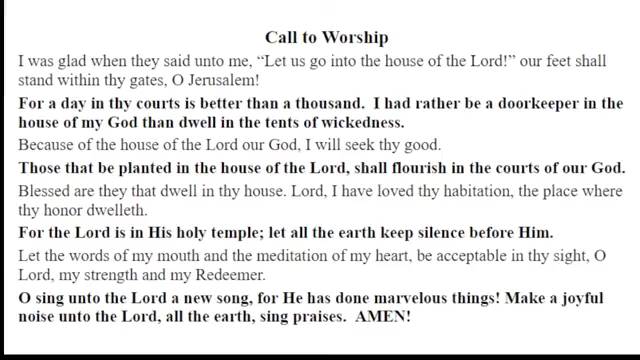 Call to Worship
I was glad when they said unto me, “Let us go into the house of the Lord!” our feet shall
stand within thy gates, O Jerusalem!
For a day in thy courts is better than a thousand.  I had rather be a doorkeeper in the
house of my God than dwell in the tents of wickedness.
Because of the house of the Lord our God, I will seek thy good.
Those that be planted in the house of the Lord, shall flourish in the courts of our God.
Blessed are they that dwell in thy house. Lord, I have loved thy habitation, the place where
thy honor dwelleth.
For the Lord is in His holy temple; let all the earth keep silence before Him.
Let the words of my mouth and the meditation of my heart, be acceptable in thy sight, O
Lord, my strength and my Redeemer.
O sing unto the Lord a new song, for He has done marvelous things! Make a joyful
noise unto the Lord, all the earth, sing praises.  AMEN!